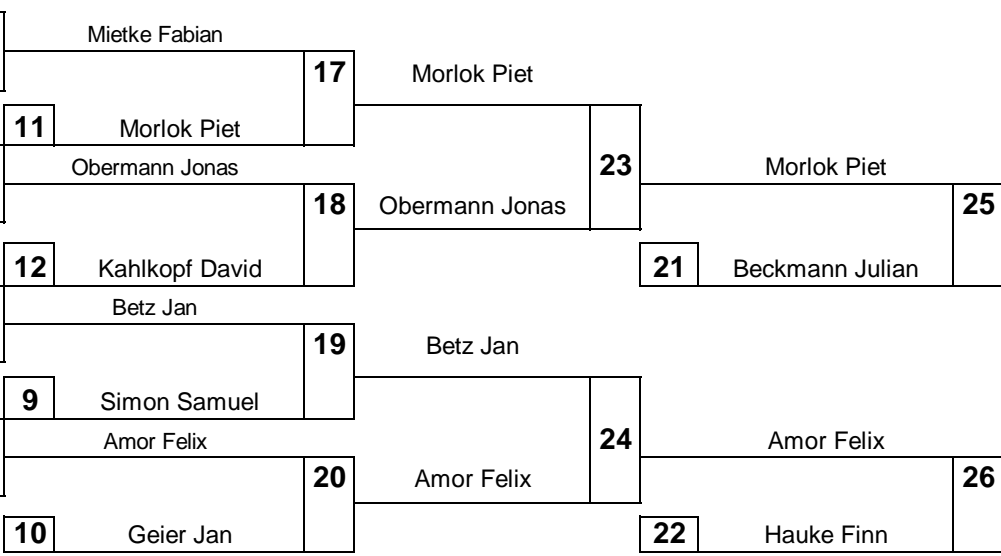 Mietke Fabian
17 Morlok Piet
11 Morlok Piet
Obermann Jonas 23 Morlok Piet
18 Obermann Jonas 25
12 Kahlkopf David 21 Beckmann Julian
Betz Jan
19 Betz Jan
9 Simon Samuel
Amor Felix 24 Amor Felix
20 Amor Felix 26
10 Geier Jan 22 Hauke Finn